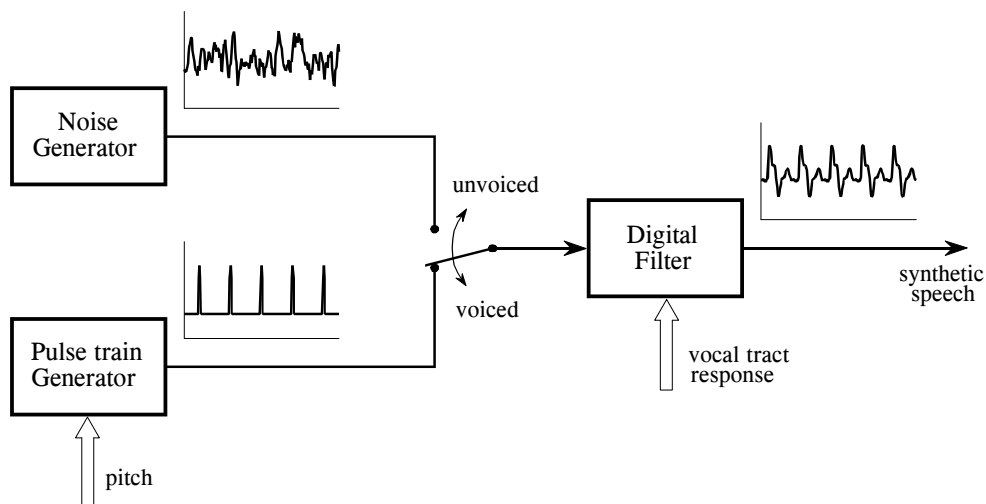 Noise
Generator
unvoiced
voiced
Digital
Filter
synthetic
speech
Pulse train
Generator
vocal tract
response
pitch